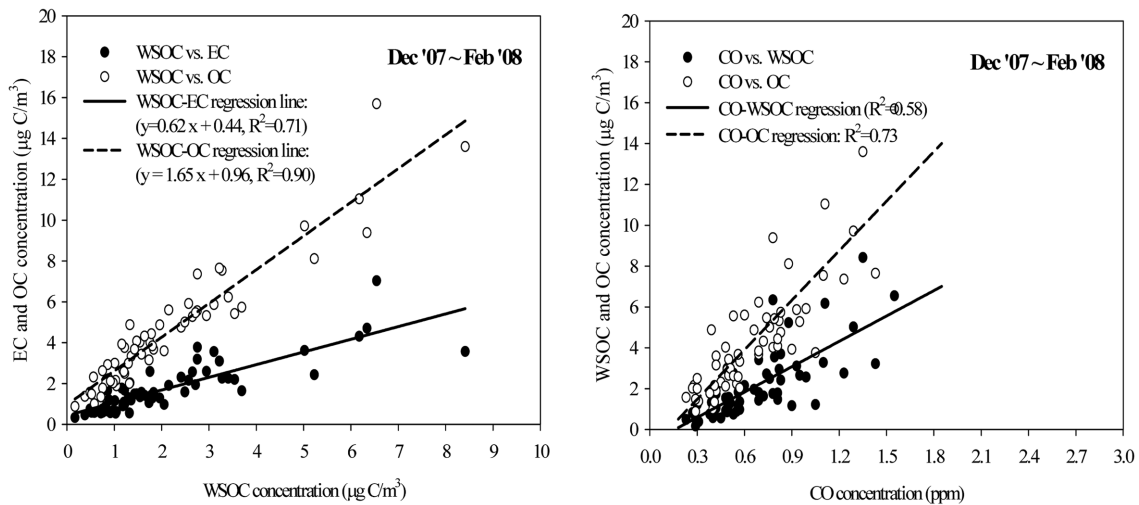 20
18
16
14
12
10
8
6
4
2
0
EC and OC concentration (μg C/m³)
WSOC vs. EC
WSOC vs. OC
WSOC-EC regression line:
(y=0.62 x + 0.44, R²=0.71)
WSOC-OC regression line:
(y = 1.65 x + 0.96, R²=0.90)
Dec '07 ~ Feb '08
0 1 2 3 4 5 6 7 8 9 10
WSOC concentration (μg C/m³)
20
18
16
14
12
10
8
6
4
2
0
WSOC and OC concentration (μg C/m³)
CO vs. WSOC
CO vs. OC
CO-WSOC regression (R²=0.58)
CO-OC regression: R²=0.73
Dec '07 ~ Feb '08
0.0 0.3 0.6 0.9 1.2 1.5 1.8 2.1 2.4 2.7 3.0
CO concentration (ppm)